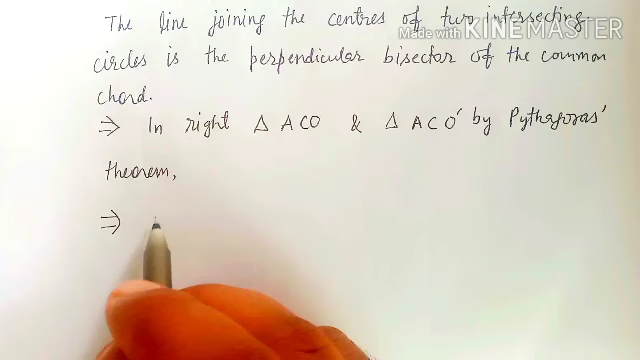 The line joining the centres of two intersecting
Made with KINEMASTER
circles is the perpendicular bisector of the common
chord.
⇒ In right Δ ACO & Δ ACO' by Pythagoras'
theorem,
⇒